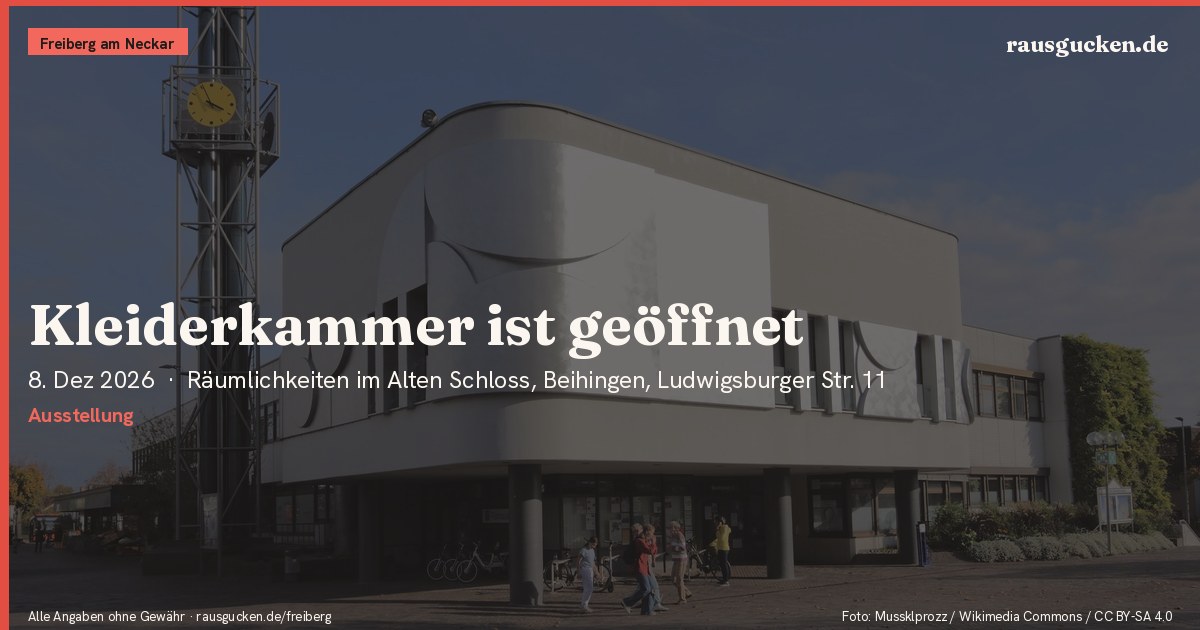 Freiberg am Neckar
rausgucken.de
Kleiderkammer ist geöffnet
8. Dez 2026 · Räumlichkeiten im Alten Schloss, Beihingen, Ludwigsburger Str. 11
Ausstellung
Alle Angaben ohne Gewähr · rausgucken.de/freiberg
Foto: Mussklprozz / Wikimedia Commons / CC BY-SA 4.0